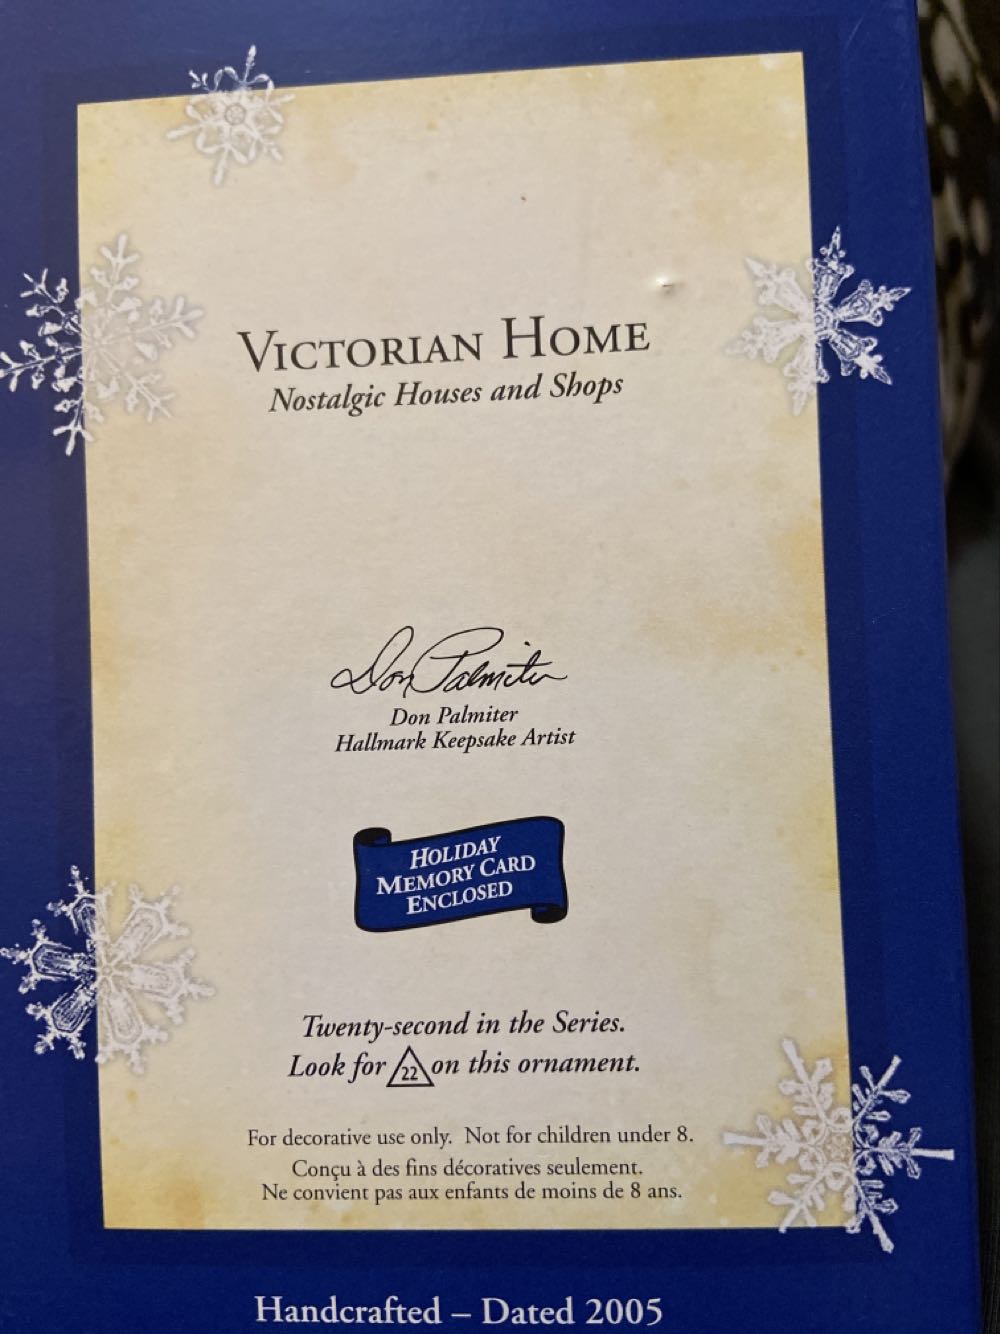 VICTORIAN HOME
Nostalgic Houses and Shops
Don Palmiter
Don Palmiter
Hallmark Keepsake Artist
HOLIDAY
MEMORY CARD
ENCLOSED
Twenty-second in the Series.
Look for 22 on this ornament.
For decorative use only. Not for children under 8.
Conçu à des fins décoratives seulement.
Ne convient pas aux enfants de moins de 8 ans.
Handcrafted – Dated 2005